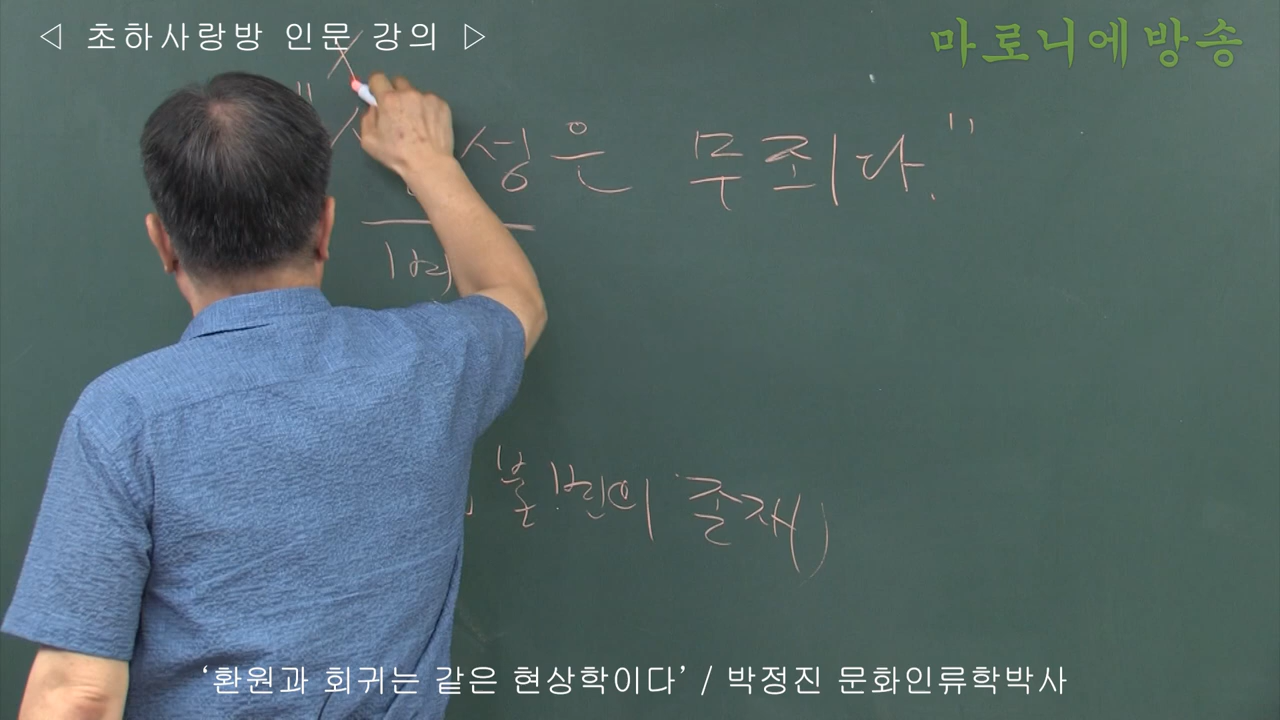 ◁ 초하사랑방 인문 강의 ▷
마로니에방송
성은 무죄다."
불변의 존재)
‘환원과 회귀는 같은 현상학이다’ / 박정진 문화인류학박사